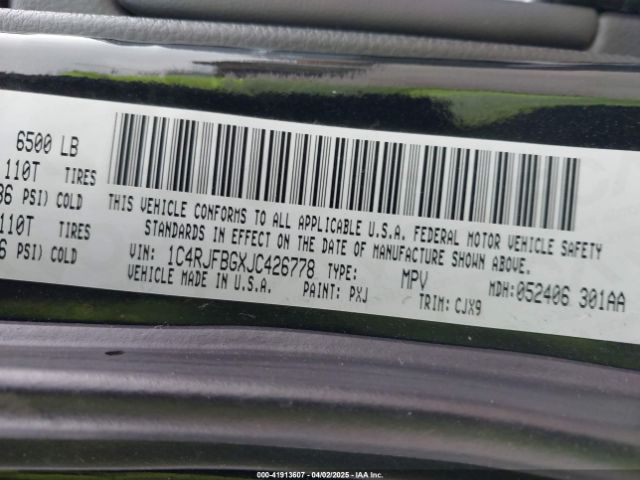 6500 LB
110T TIRES
36 PSI) COLD
110T TIRES
6 PSI) COLD
THIS VEHICLE CONFORMS TO ALL APPLICABLE U.S.A. FEDERAL MOTOR VEHICLE SAFETY
STANDARDS IN EFFECT ON THE DATE OF MANUFACTURE SHOWN ABOVE.
VIN: 1C4RJFBGXJC426778 TYPE: MPV MDH:052406 301AA
VEHICLE MADE IN U.S.A. PAINT: PXJ TRIM: CJX9
000-41913607 - 04/02/2025 - IAA Inc.